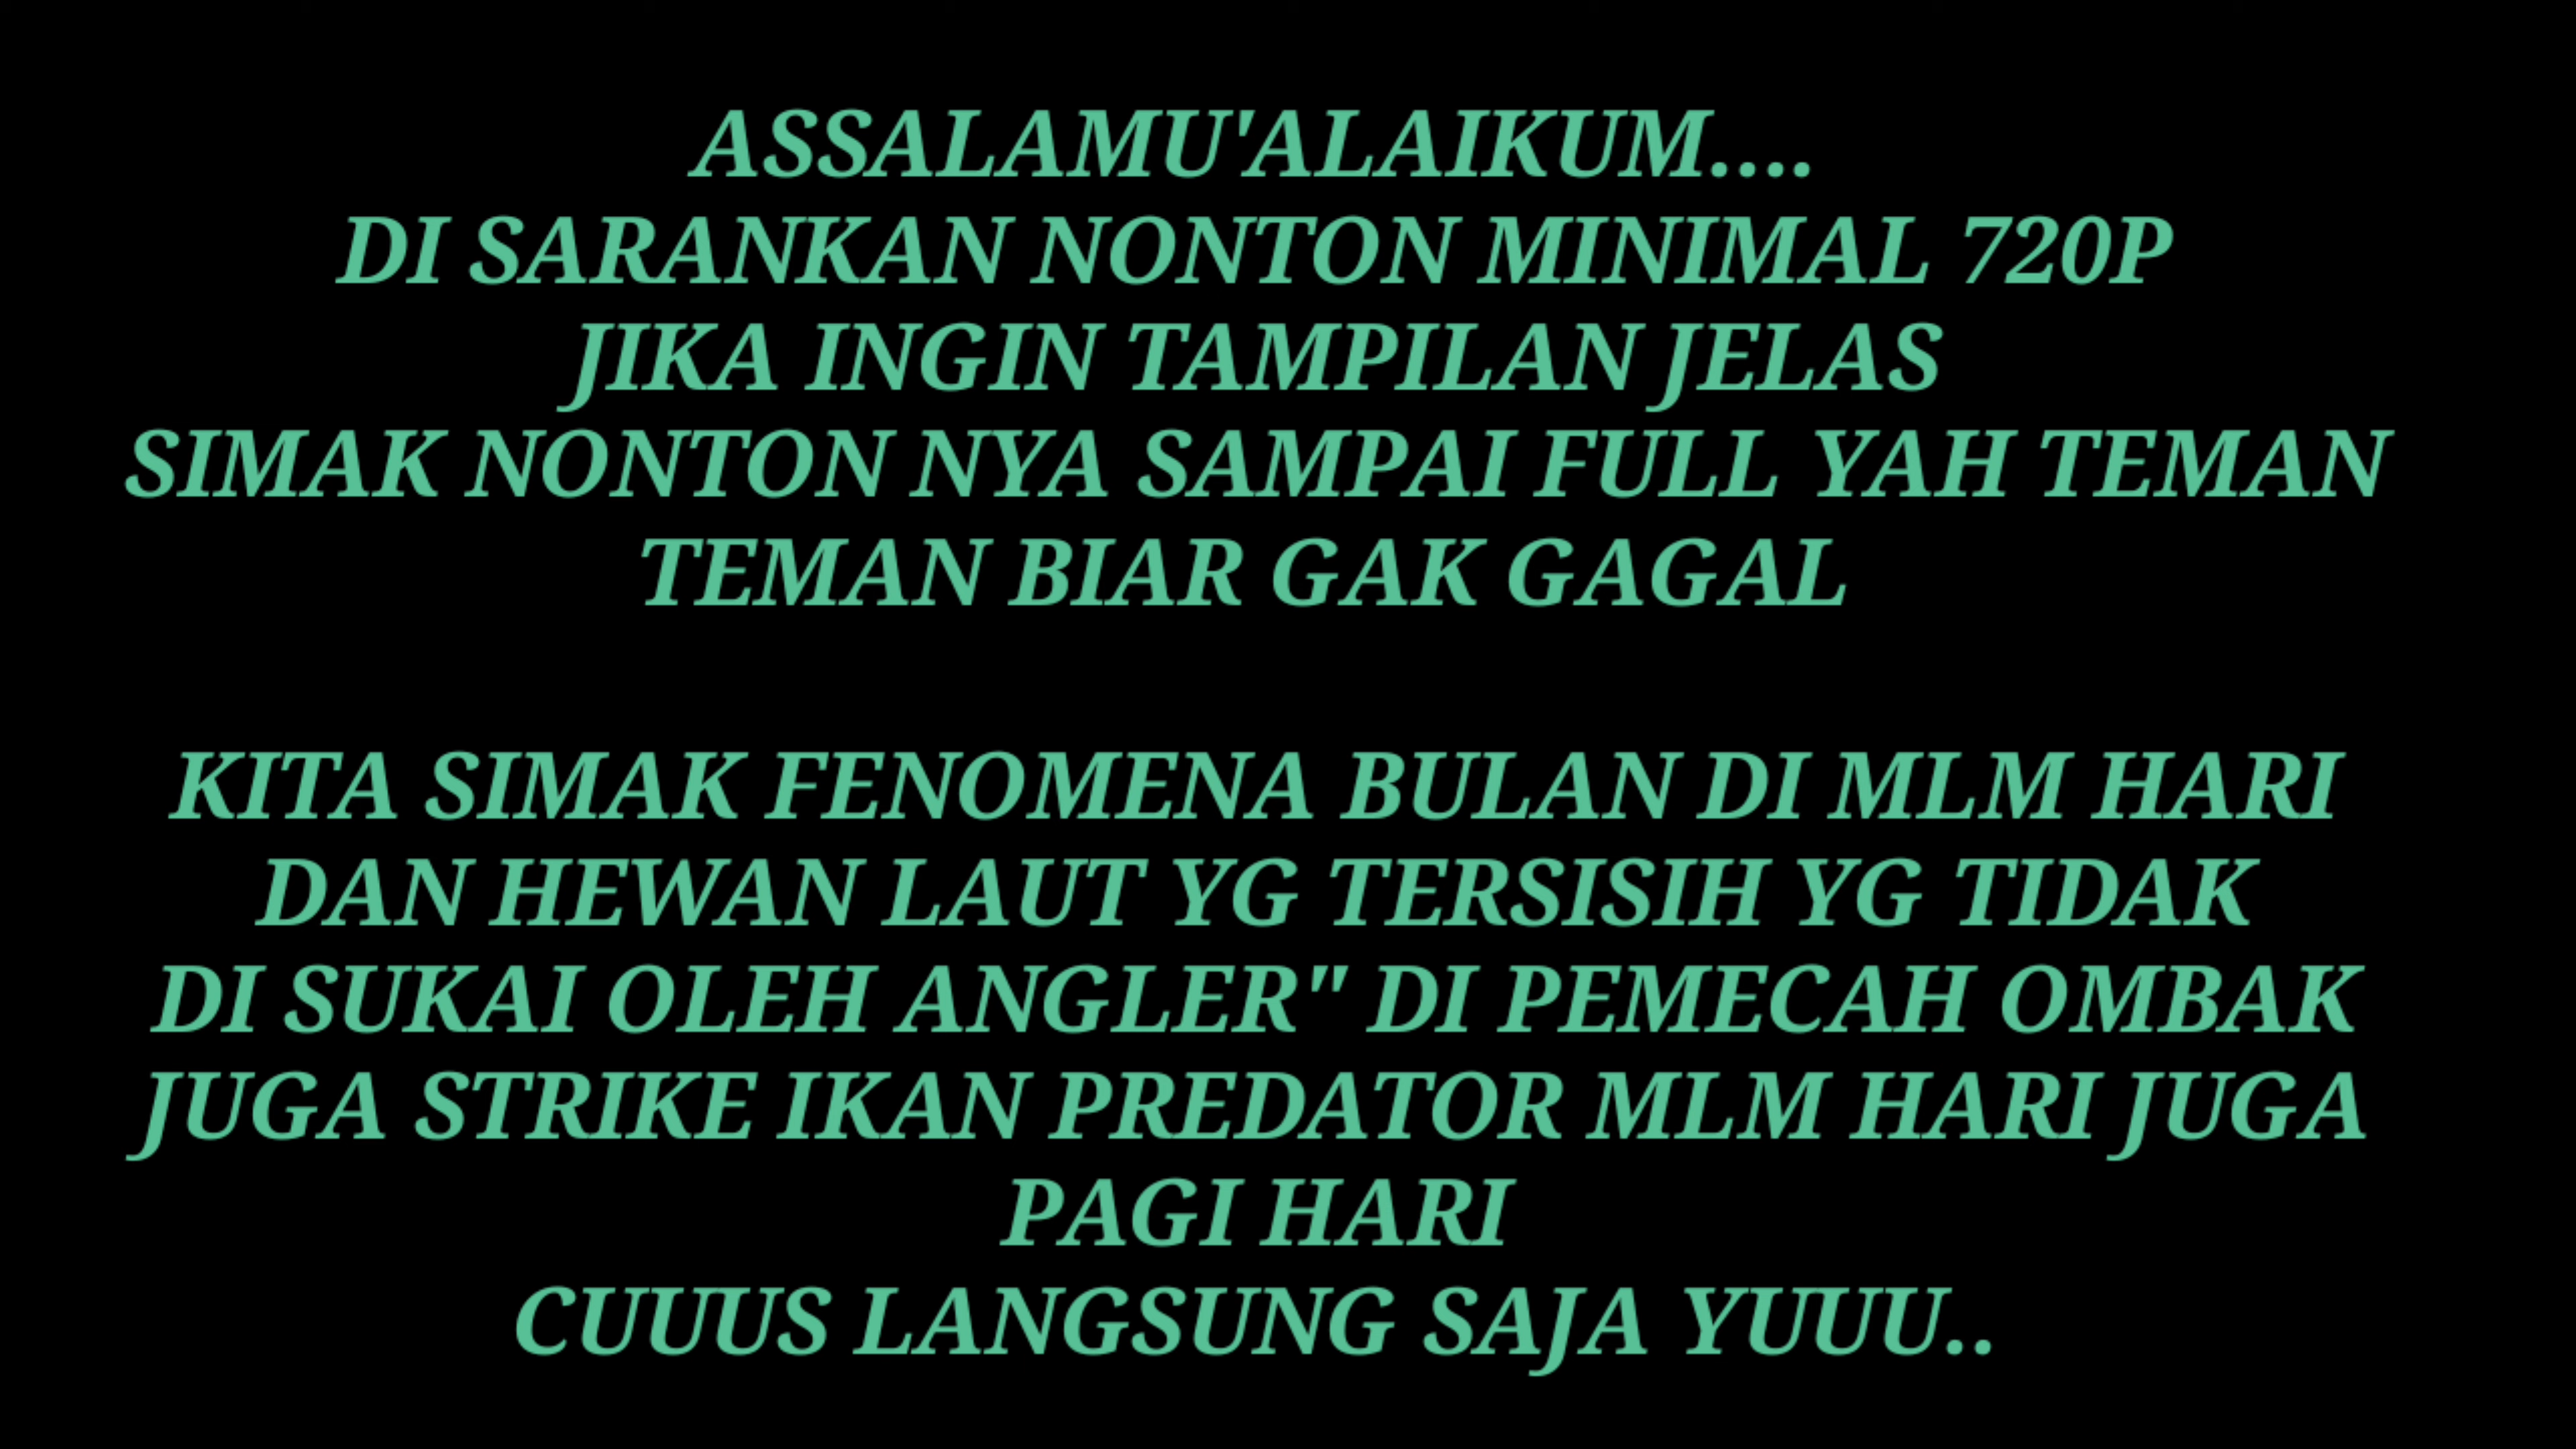 ASSALAMU'ALAIKUM....
DI SARANKAN NONTON MINIMAL 720P
JIKA INGIN TAMPILAN JELAS
SIMAK NONTON NYA SAMPAI FULL YAH TEMAN
TEMAN BIAR GAK GAGAL
KITA SIMAK FENOMENA BULAN DI MLM HARI
DAN HEWAN LAUT YG TERSISIH YG TIDAK
DI SUKAI OLEH ANGLER" DI PEMECAH OMBAK
JUGA STRIKE IKAN PREDATOR MLM HARI JUGA
PAGI HARI
CUUUS LANGSUNG SAJA YUUU..